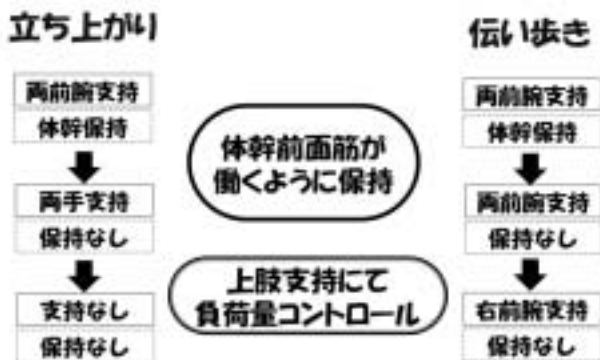 立ち上がり
両前腕支持
体幹保持
両手支持
保持なし
支持なし
保持なし
体幹前面筋が
働くように保持
上肢支持にて
負荷量コントロール
伝い歩き
両前腕支持
体幹保持
両前腕支持
保持なし
右前腕支持
保持なし